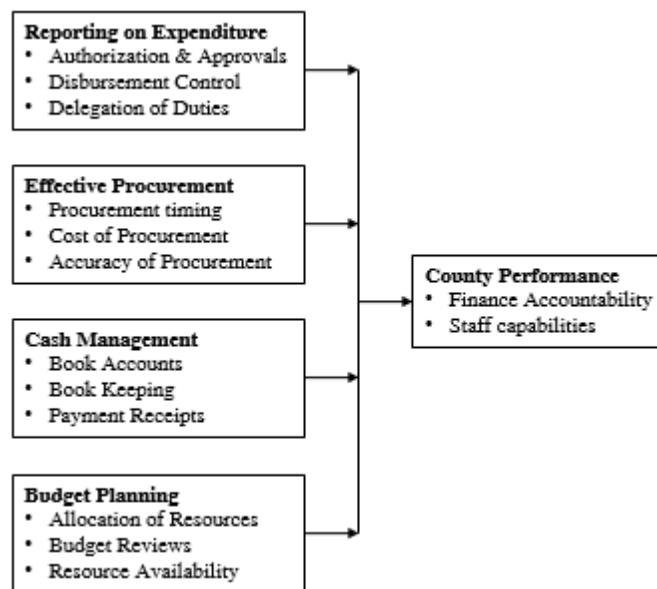 Reporting on Expenditure
• Authorization & Approvals
• Disbursement Control
• Delegation of Duties
Effective Procurement
• Procurement timing
• Cost of Procurement
• Accuracy of Procurement
Cash Management
• Book Accounts
• Book Keeping
• Payment Receipts
Budget Planning
• Allocation of Resources
• Budget Reviews
• Resource Availability
County Performance
• Finance Accountability
• Staff capabilities